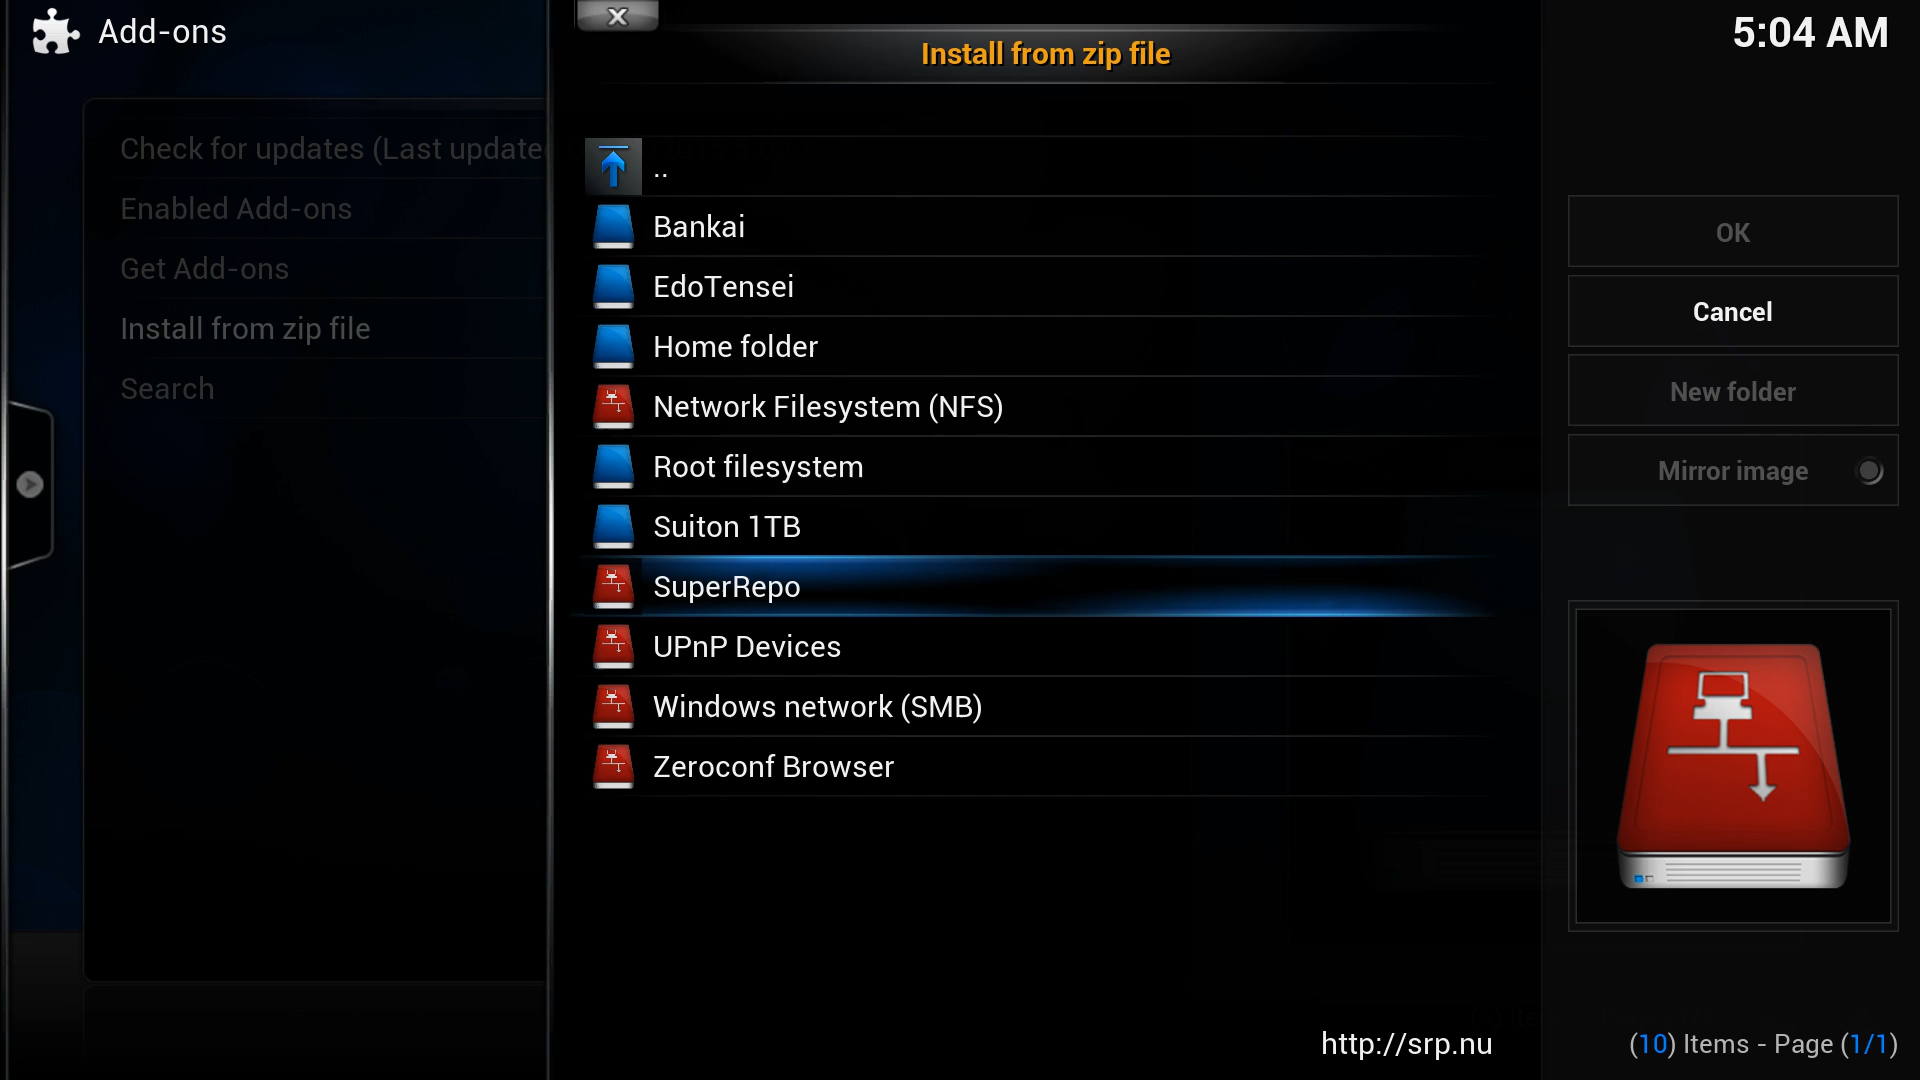 Add-ons
X
Install from zip file
5:04 AM
Check for updates (Last update
Enabled Add-ons
Get Add-ons
Install from zip file
Search
..
Bankai
EdoTensei
Home folder
Network Filesystem (NFS)
Root filesystem
Suiton 1TB
SuperRepo
UPnP Devices
Windows network (SMB)
Zeroconf Browser
OK
Cancel
New folder
Mirror image
http://srp.nu
(10) Items - Page (1/1)